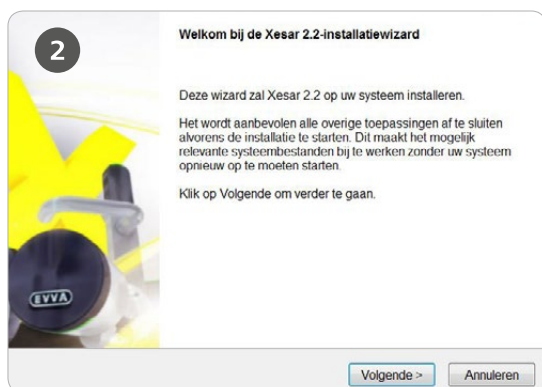 2
Welkom bij de Xesar 2.2-installatiewizard
Deze wizard zal Xesar 2.2 op uw systeem installeren.
Het wordt aanbevolen alle overige toepassingen af te sluiten
alvorens de installatie te starten. Dit maakt het mogelijk
relevante systeembestanden bij te werken zonder uw systeem
opnieuw op te moeten starten.
Klik op Volgende om verder te gaan.
EVVA
Volgende >
Annuleren